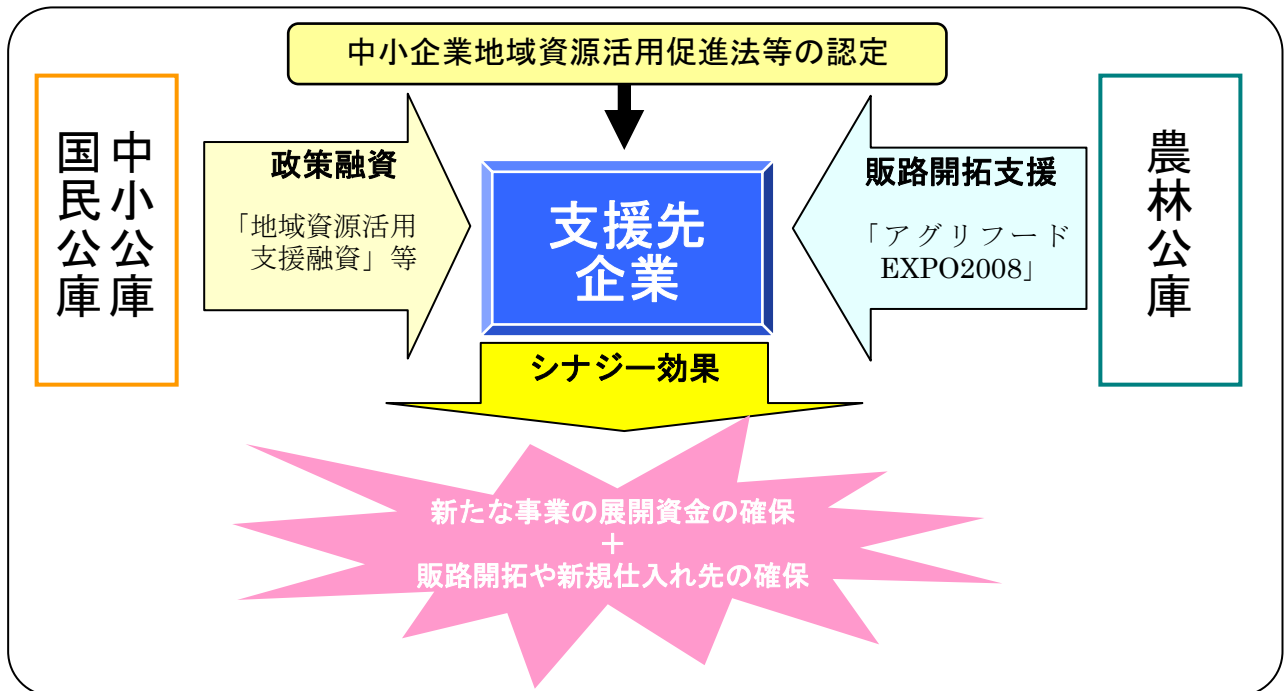 中小企業地域資源活用促進法等の認定
中小公庫
国民公庫
政策融資
「地域資源活用
支援融資」等
支援先
企業
販路開拓支援
「アグリフード
EXPO2008」
農林公庫
シナジー効果
新たな事業の展開資金の確保
+
販路開拓や新規仕入れ先の確保